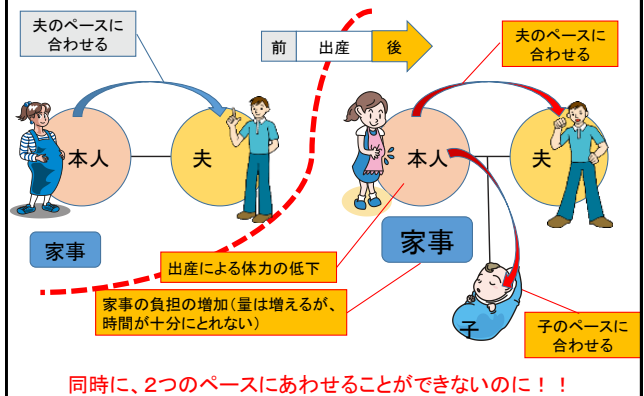 夫のペースに
合わせる
前
出産
後
夫のペースに
合わせる
本人
夫
本人
夫
家事
家事
出産による体力の低下
家事の負担の増加(量は増えるが、
時間が十分にとれない)
子
子のペースに
合わせる
同時に、２つのペースにあわせることができないのに！！